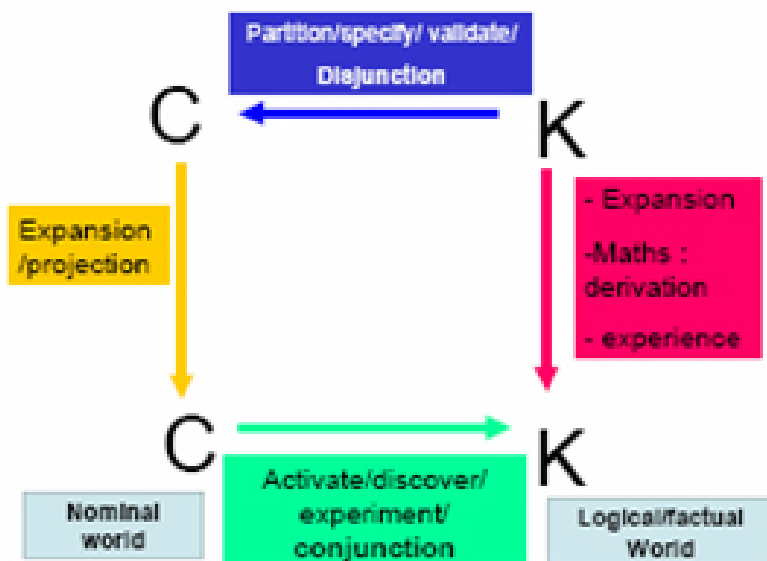 Partition/specify/ validate/
Disjunction
C
K
Expansion
/projection
- Expansion
-Maths :
derivation
- experience
C
K
Activate/discover/
experiment/
conjunction
Nominal
world
Logical/factual
World